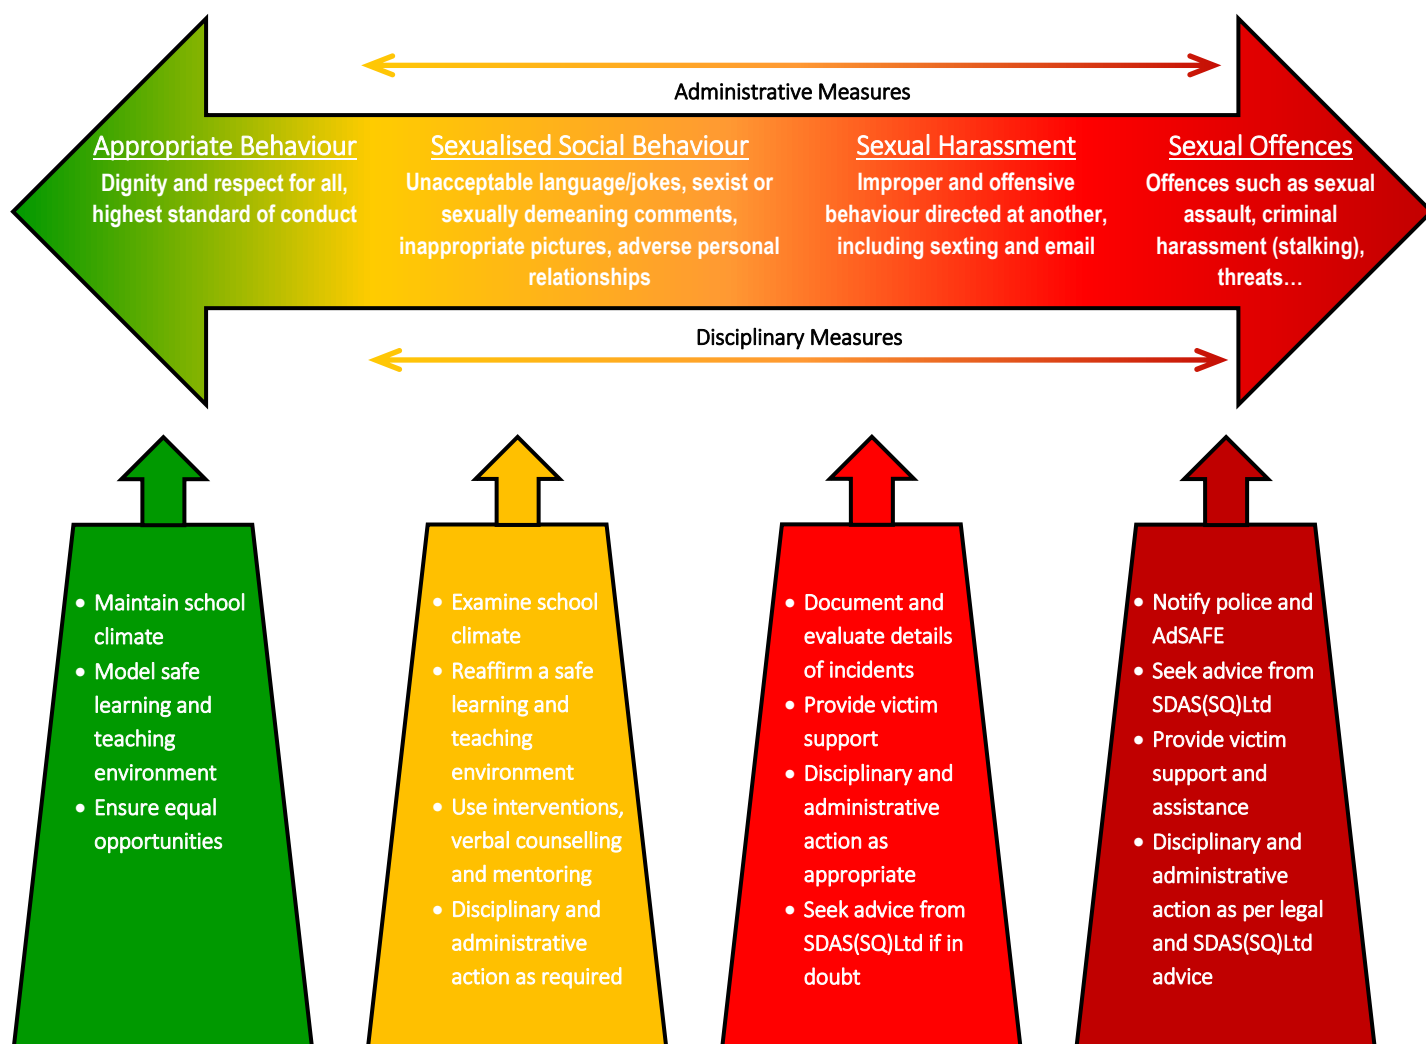 Administrative Measures
Appropriate Behaviour
Dignity and respect for all,
highest standard of conduct
Sexualised Social Behaviour
Unacceptable language/jokes, sexist or
sexually demeaning comments,
inappropriate pictures, adverse personal
relationships
Sexual Harassment
Improper and offensive
behaviour directed at another,
including sexting and email
Sexual Offences
Offences such as sexual
assault, criminal
harassment (stalking),
threats…
Disciplinary Measures
• Maintain school
climate
• Model safe
learning and
teaching
environment
• Ensure equal
opportunities
• Examine school
climate
• Reaffirm a safe
learning and
teaching
environment
• Use interventions,
verbal counselling
and mentoring
• Disciplinary and
administrative
action as required
• Document and
evaluate details
of incidents
• Provide victim
support
• Disciplinary and
administrative
action as
appropriate
• Seek advice from
SDAS(SQ)Ltd if in
doubt
• Notify police and
AdSAFE
• Seek advice from
SDAS(SQ)Ltd
• Provide victim
support and
assistance
• Disciplinary and
administrative
action as per legal
and SDAS(SQ)Ltd
advice